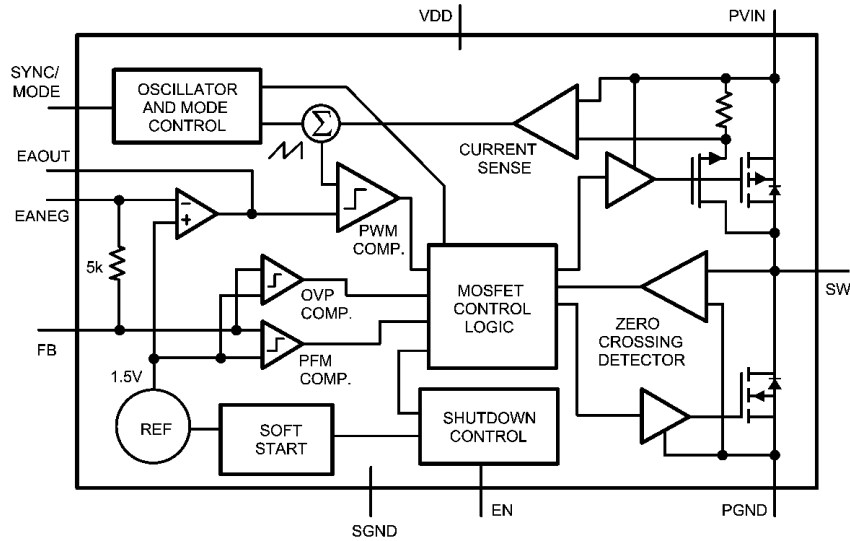 VDD
PVIN
SYNC/
MODE
OSCILLATOR
AND MODE
CONTROL
Σ
CURRENT
SENSE
EAOUT
EANEG
−
+
PWM
COMP.
5k
OVP
COMP.
MOSFET
CONTROL
LOGIC
SW
ZERO
CROSSING
DETECTOR
FB
PFM
COMP.
1.5V
REF
SOFT
START
SHUTDOWN
CONTROL
SGND
EN
PGND